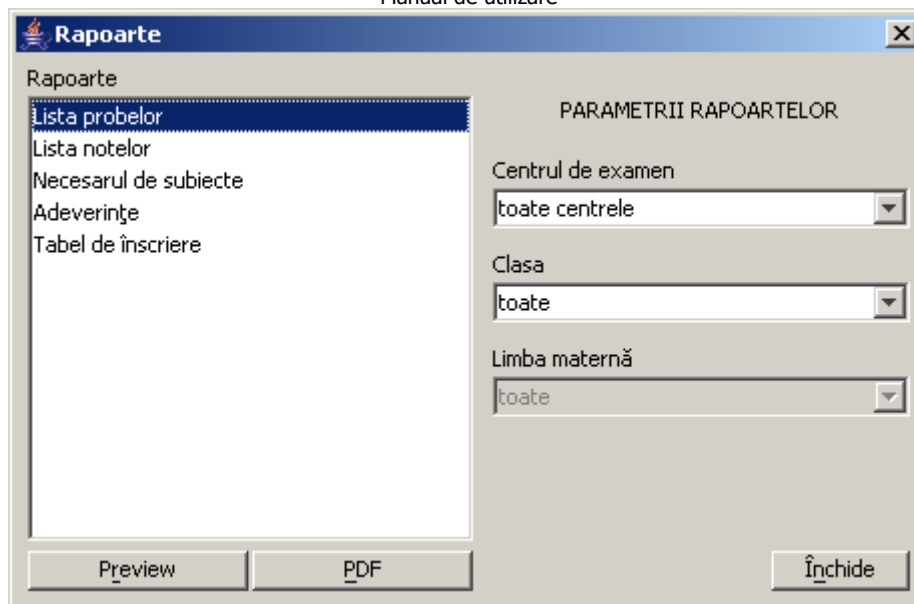 Manual de utilizare
Rapoarte
Rapoarte
Lista probelor
Lista notelor
Necesarul de subiecte
Adeverinţe
Tabel de înscriere
PARAMETRII RAPOARTELOR
Centrul de examen
toate centrele
Clasa
toate
Limba maternă
toate
Preview
PDF
Închide